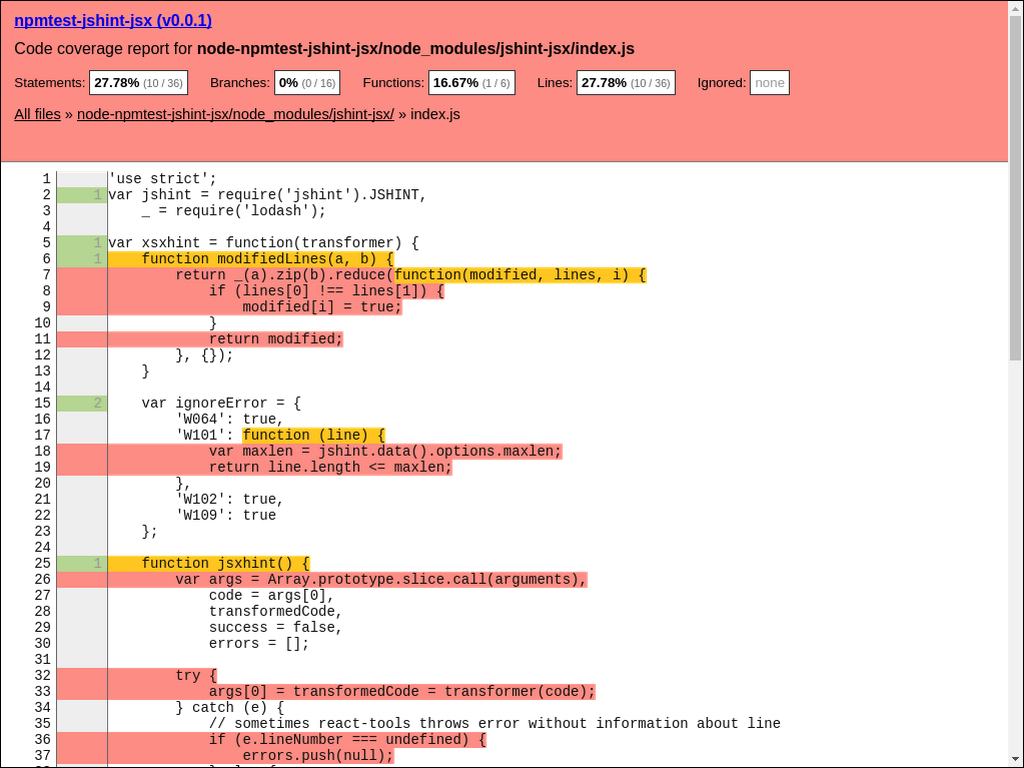 npmtest-jshint-jsx (v0.0.1)
Code coverage report for node-npmtest-jshint-jsx/node_modules/jshint-jsx/index.js
Statements: 27.78% (10 / 36) Branches: 0% (0 / 16) Functions: 16.67% (1 / 6) Lines: 27.78% (10 / 36) Ignored: none
All files » node-npmtest-jshint-jsx/node_modules/jshint-jsx/ » index.js
1 'use strict';
2 1 var jshint = require('jshint').JSHINT,
3 _ = require('lodash');
4
5 1 var xsxhint = function(transformer) {
6 1 function modifiedLines(a, b) {
7 return _(a).zip(b).reduce(function(modified, lines, i) {
8 if (lines[0] !== lines[1]) {
9 modified[i] = true;
10 }
11 return modified;
12 }, {});
13 }
14
15 2 var ignoreError = {
16 'W064': true,
17 'W101': function (line) {
18 var maxlen = jshint.data().options.maxlen;
19 return line.length <= maxlen;
20 },
21 'W102': true,
22 'W109': true
23 };
24
25 1 function jsxhint() {
26 var args = Array.prototype.slice.call(arguments),
27 code = args[0],
28 transformedCode,
29 success = false,
30 errors = [];
31
32 try {
33 args[0] = transformedCode = transformer(code);
34 } catch (e) {
35 // sometimes react-tools throws error without information about line
36 if (e.lineNumber === undefined) {
37 errors.push(null);